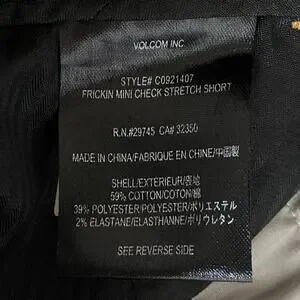 VOLCOM INC.
STYLE# C0921407
FRICKIN MINI CHECK STRETCH SHORT
R.N.#29745 CA# 32350
MADE IN CHINA/FABRIQUE EN CHINE/中国製
SHELL/EXTERIEUR/表地
59% COTTON/COTON/綿
39% POLYESTER/POLYESTER/ポリエステル
2% ELASTANE/ELASTHANNE/ポリウレタン
SEE REVERSE SIDE